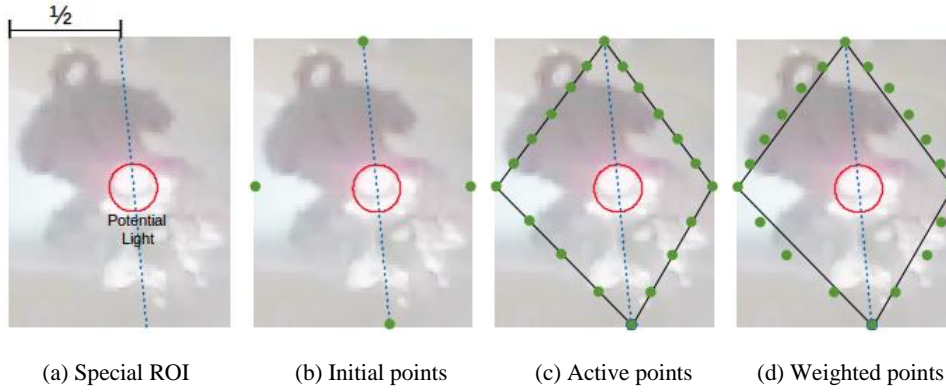 ½
Potential
Light
(a) Special ROI
(b) Initial points
(c) Active points
(d) Weighted points